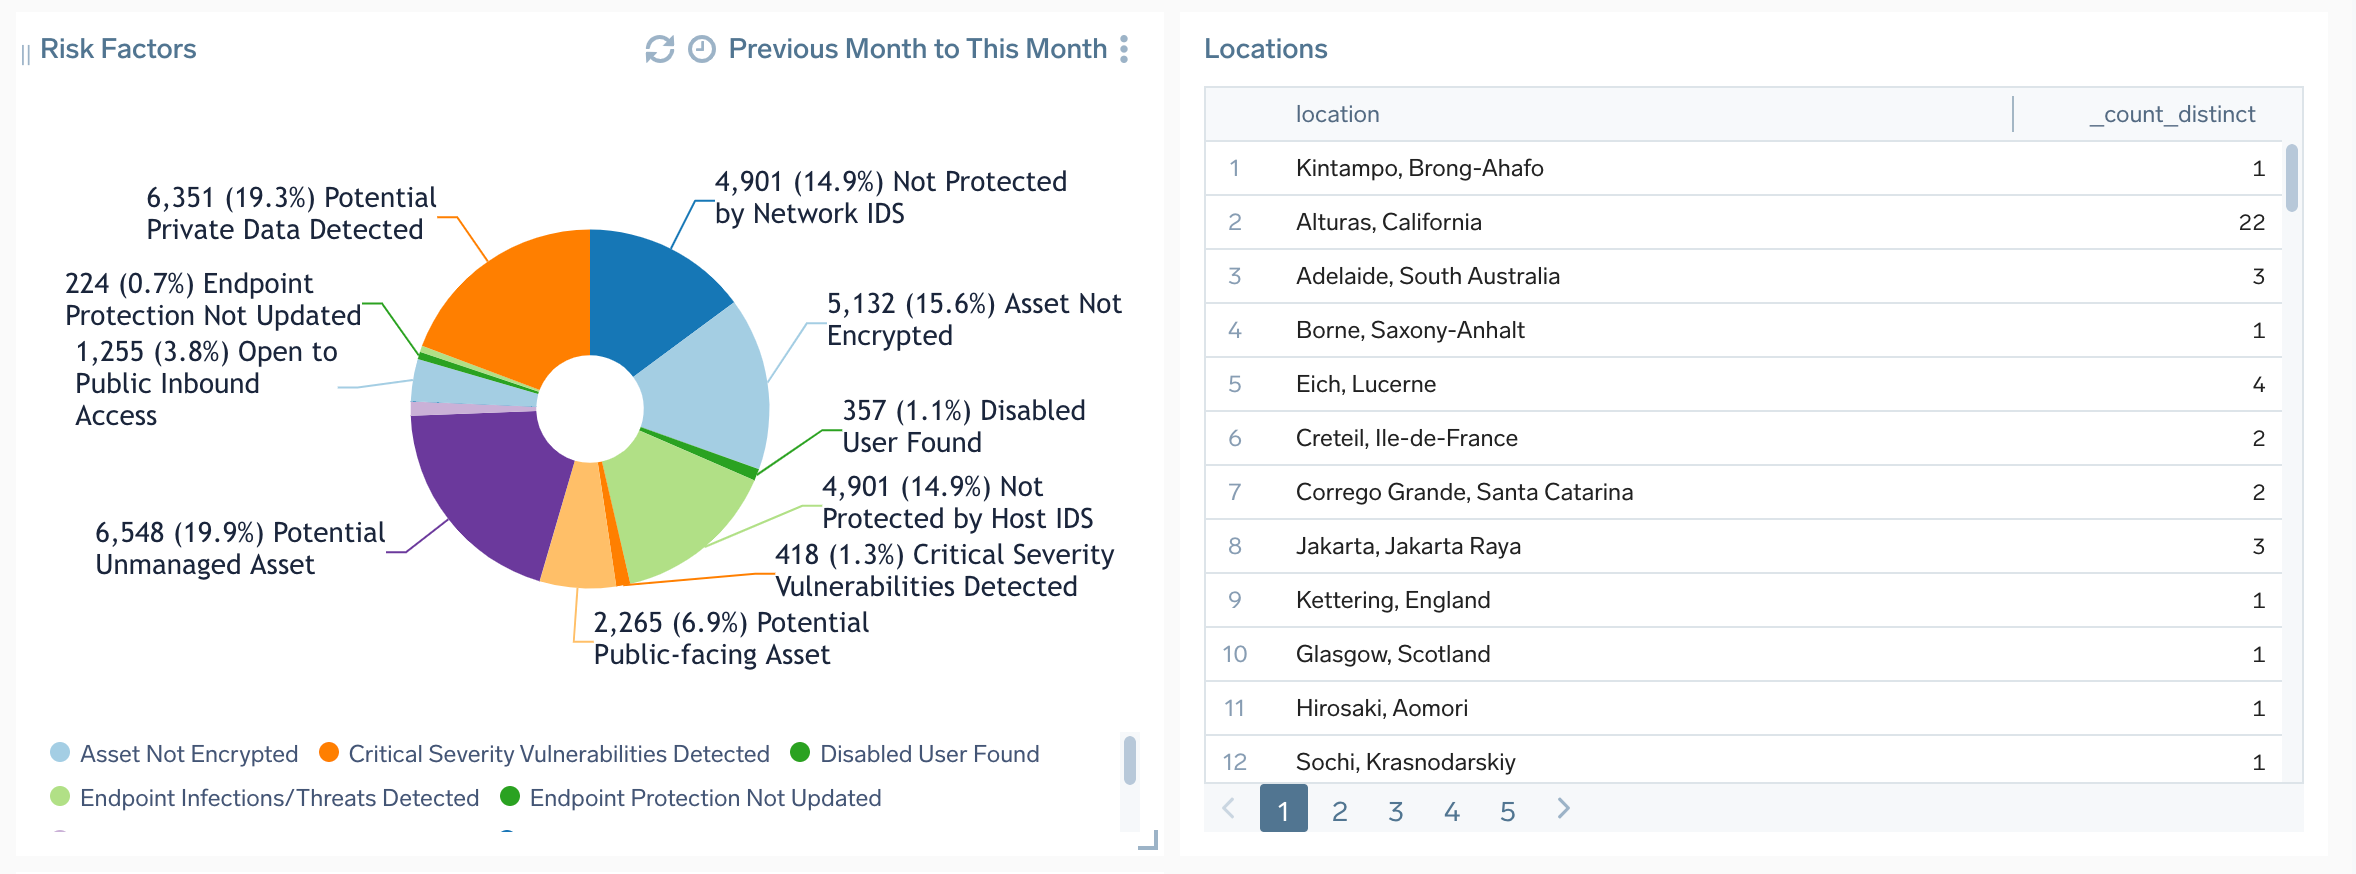 Risk Factors
Previous Month to This Month
6,351 (19.3%) Potential
Private Data Detected
4,901 (14.9%) Not Protected
by Network IDS
224 (0.7%) Endpoint
Protection Not Updated
5,132 (15.6%) Asset Not
Encrypted
1,255 (3.8%) Open to
Public Inbound
Access
357 (1.1%) Disabled
User Found
4,901 (14.9%) Not
Protected by Host IDS
6,548 (19.9%) Potential
Unmanaged Asset
418 (1.3%) Critical Severity
Vulnerabilities Detected
2,265 (6.9%) Potential
Public-facing Asset
Asset Not Encrypted Critical Severity Vulnerabilities Detected Disabled User Found
Endpoint Infections/Threats Detected Endpoint Protection Not Updated
Locations
location _count_distinct
1 Kintampo, Brong-Ahafo 1
2 Alturas, California 22
3 Adelaide, South Australia 3
4 Borne, Saxony-Anhalt 1
5 Eich, Lucerne 4
6 Creteil, Ile-de-France 2
7 Corrego Grande, Santa Catarina 2
8 Jakarta, Jakarta Raya 3
9 Kettering, England 1
10 Glasgow, Scotland 1
11 Hirosaki, Aomori 1
12 Sochi, Krasnodarskiy 1
1 2 3 4 5